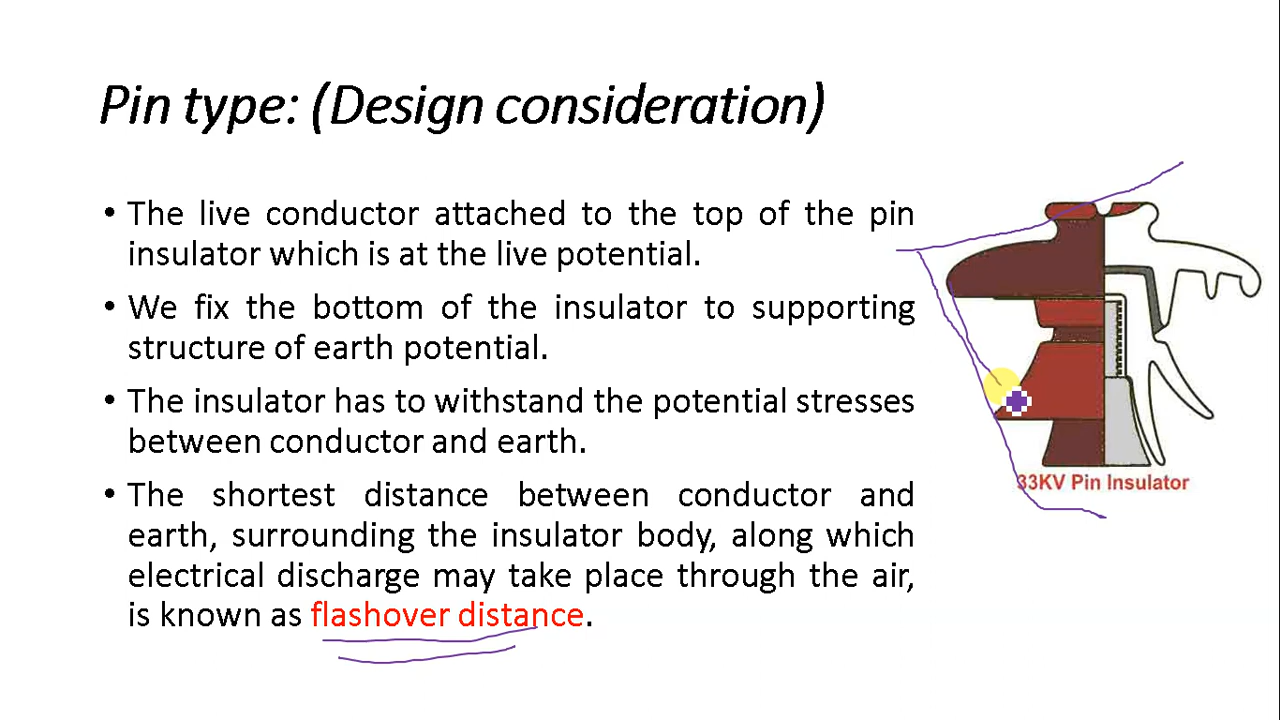 Pin type: (Design consideration)
• The live conductor attached to the top of the pin
insulator which is at the live potential.
• We fix the bottom of the insulator to supporting
structure of earth potential.
• The insulator has to withstand the potential stresses
between conductor and earth.
• The shortest distance between conductor and
earth, surrounding the insulator body, along which
electrical discharge may take place through the air,
is known as flashover distance.
33KV Pin Insulator